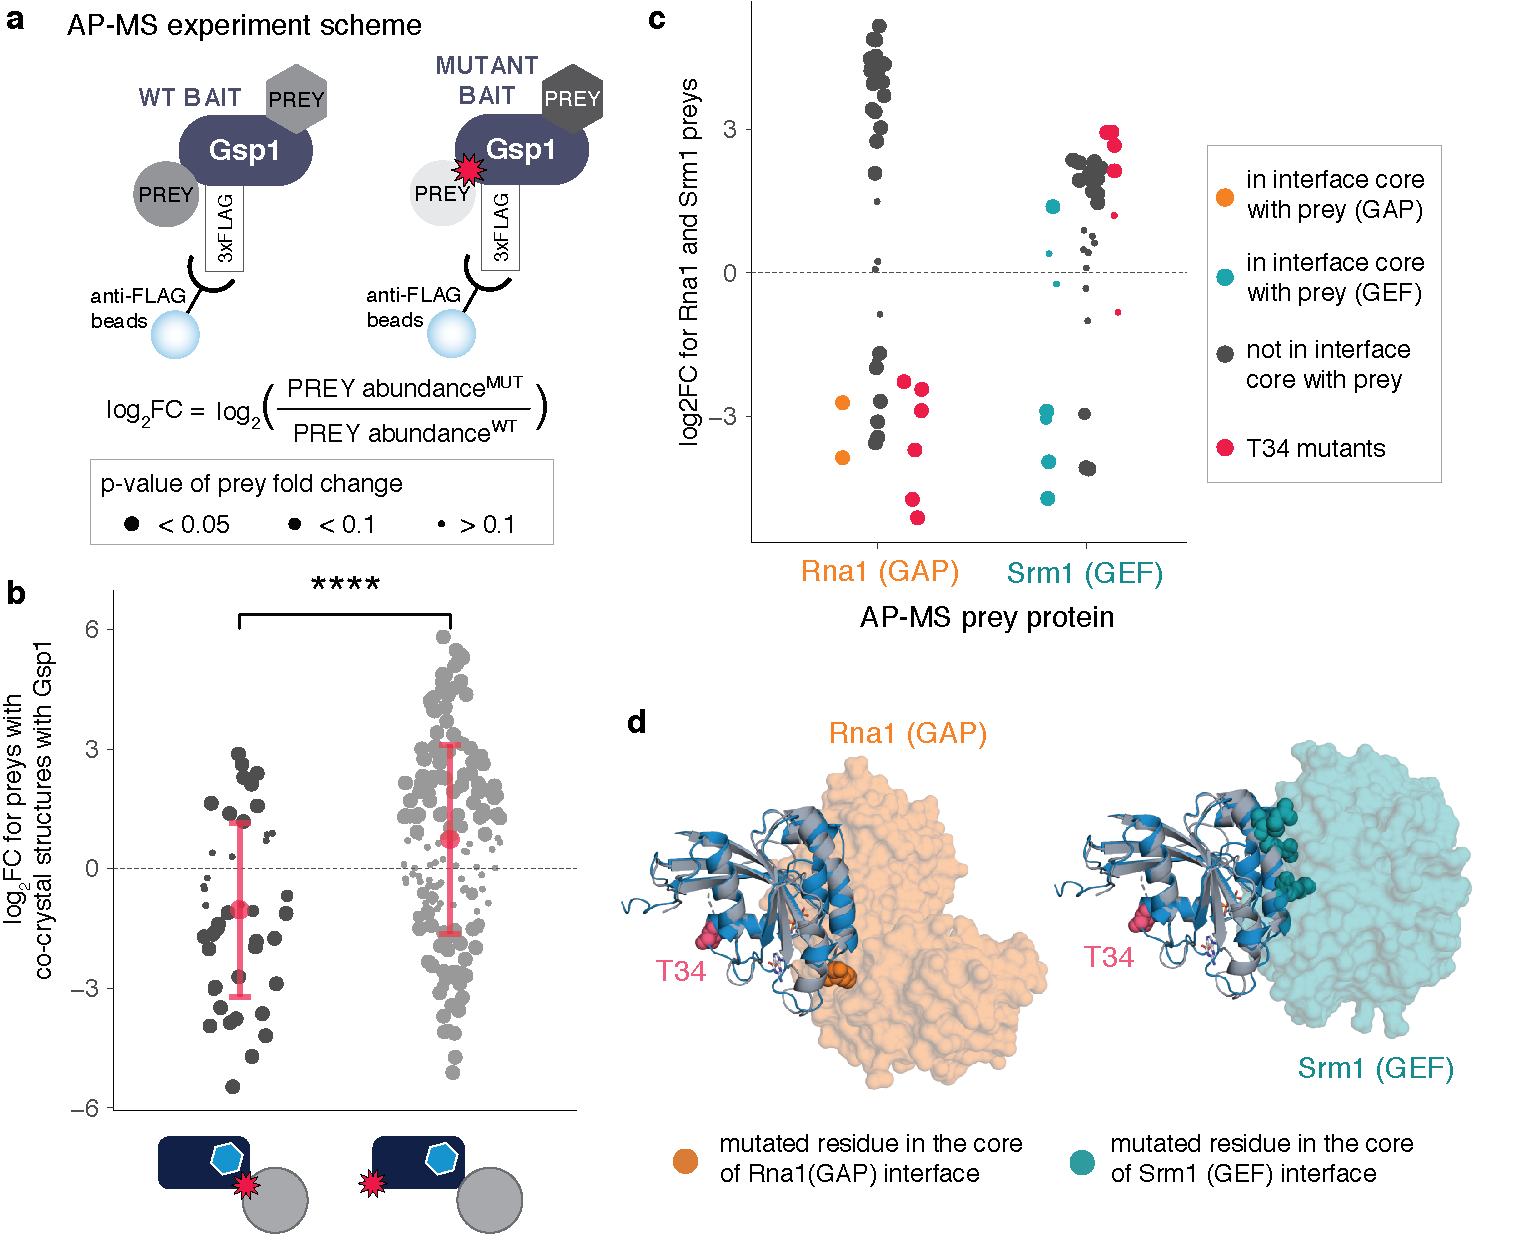 a
AP-MS experiment scheme
WT BAIT
PREY
Gsp1
PREY
3xFLAG
anti-FLAG
beads
MUTANT
BAIT
PREY
Gsp1
PREY
3xFLAG
anti-FLAG
beads
log2FC = log2( PREY abundanceMUT
PREY abundanceWT )
p-value of prey fold change
< 0.05
< 0.1
> 0.1
b
****
log2FC for preys with
co-crystal structures with Gsp1
6
3
0
−3
−6
c
log2FC for Rna1 and Srm1 preys
3
0
−3
Rna1 (GAP)
Srm1 (GEF)
AP-MS prey protein
in interface core
with prey (GAP)
in interface core
with prey (GEF)
not in interface
core with prey
T34 mutants
d
Rna1 (GAP)
T34
T34
Srm1 (GEF)
mutated residue in the core
of Rna1(GAP) interface
mutated residue in the core
of Srm1 (GEF) interface